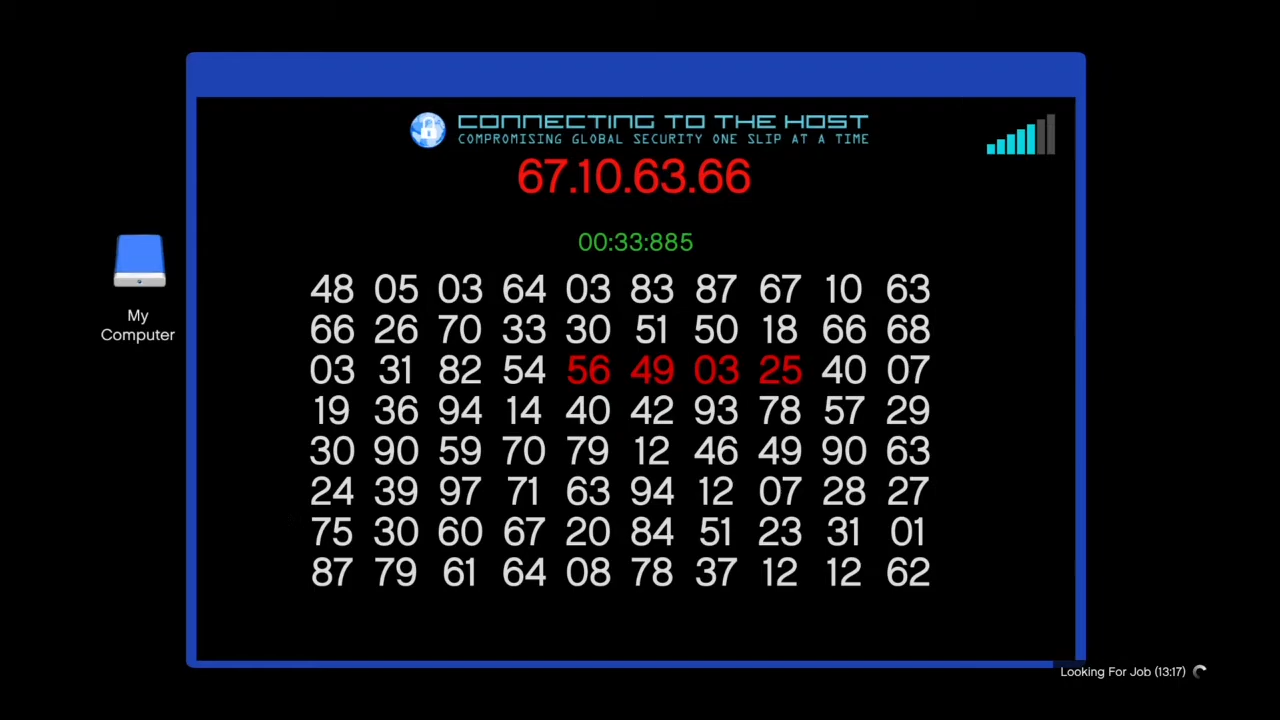 CONNECTING TO THE HOST
COMPROMISING GLOBAL SECURITY ONE SLIP AT A TIME
67.10.63.66
00:33:885
48 05 03 64 03 83 87 67 10 63
66 26 70 33 30 51 50 18 66 68
03 31 82 54 56 49 03 25 40 07
19 36 94 14 40 42 93 78 57 29
30 90 59 70 79 12 46 49 90 63
24 39 97 71 63 94 12 07 28 27
75 30 60 67 20 84 51 23 31 01
87 79 61 64 08 78 37 12 12 62
My
Computer
Looking For Job (13:17)